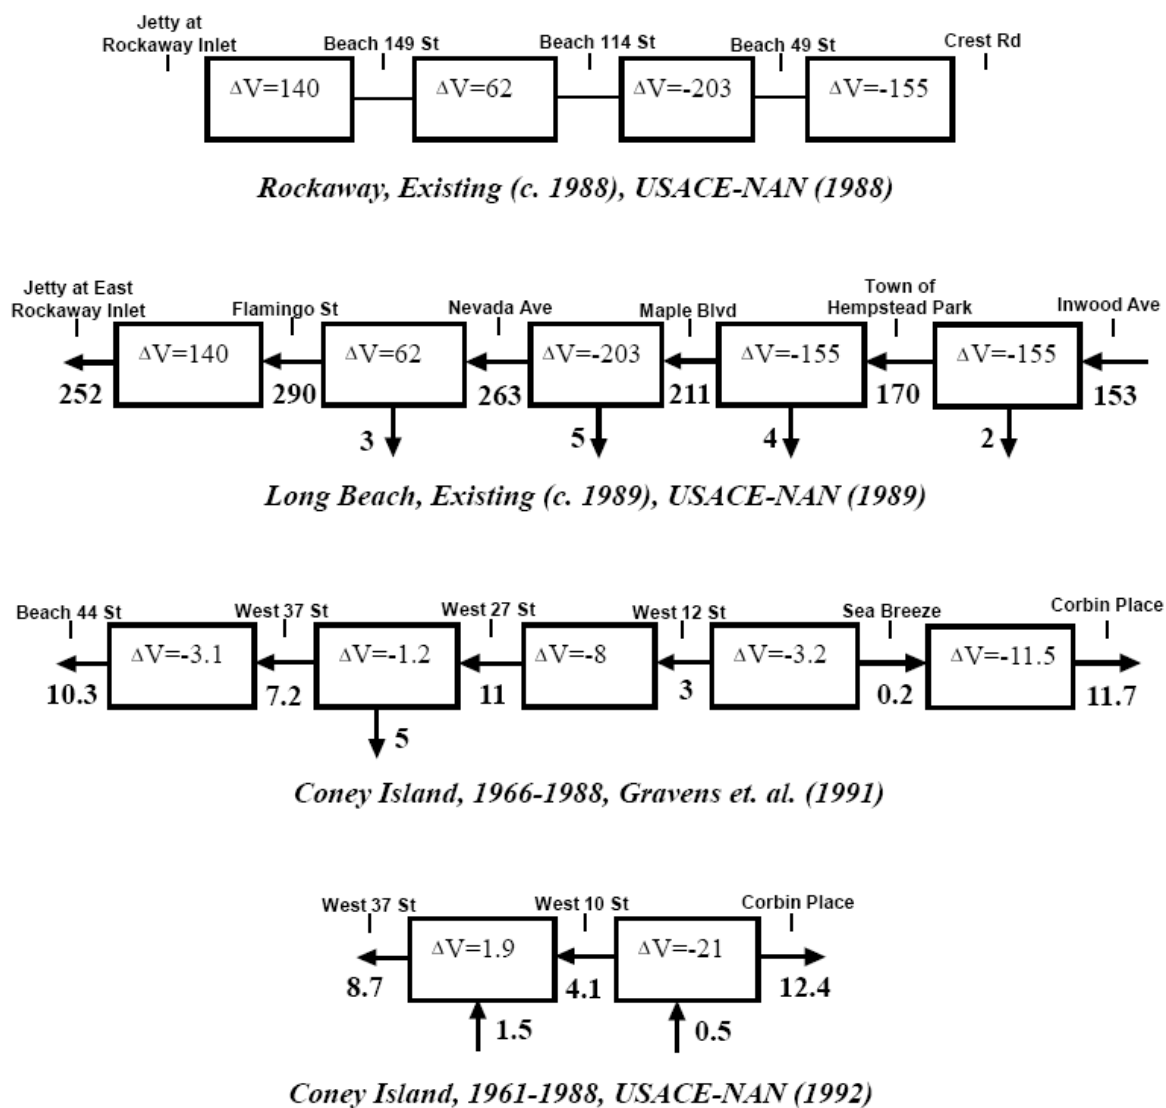 Jetty at
Rockaway Inlet
Beach 149 St
Beach 114 St
Beach 49 St
Crest Rd
ΔV=140
ΔV=62
ΔV=-203
ΔV=-155
Rockaway, Existing (c. 1988), USACE-NAN (1988)
Jetty at East
Rockaway Inlet
Flamingo St
Nevada Ave
Maple Blvd
Town of
Hempstead Park
Inwood Ave
ΔV=140
ΔV=62
ΔV=-203
ΔV=-155
ΔV=-155
252
290
263
211
170
153
3
5
4
2
Long Beach, Existing (c. 1989), USACE-NAN (1989)
Beach 44 St
West 37 St
West 27 St
West 12 St
Sea Breeze
Corbin Place
ΔV=-3.1
ΔV=-1.2
ΔV=-8
ΔV=-3.2
ΔV=-11.5
10.3
7.2
11
3
0.2
11.7
5
Coney Island, 1966-1988, Gravens et. al. (1991)
West 37 St
West 10 St
Corbin Place
ΔV=1.9
ΔV=-21
8.7
4.1
12.4
1.5
0.5
Coney Island, 1961-1988, USACE-NAN (1992)